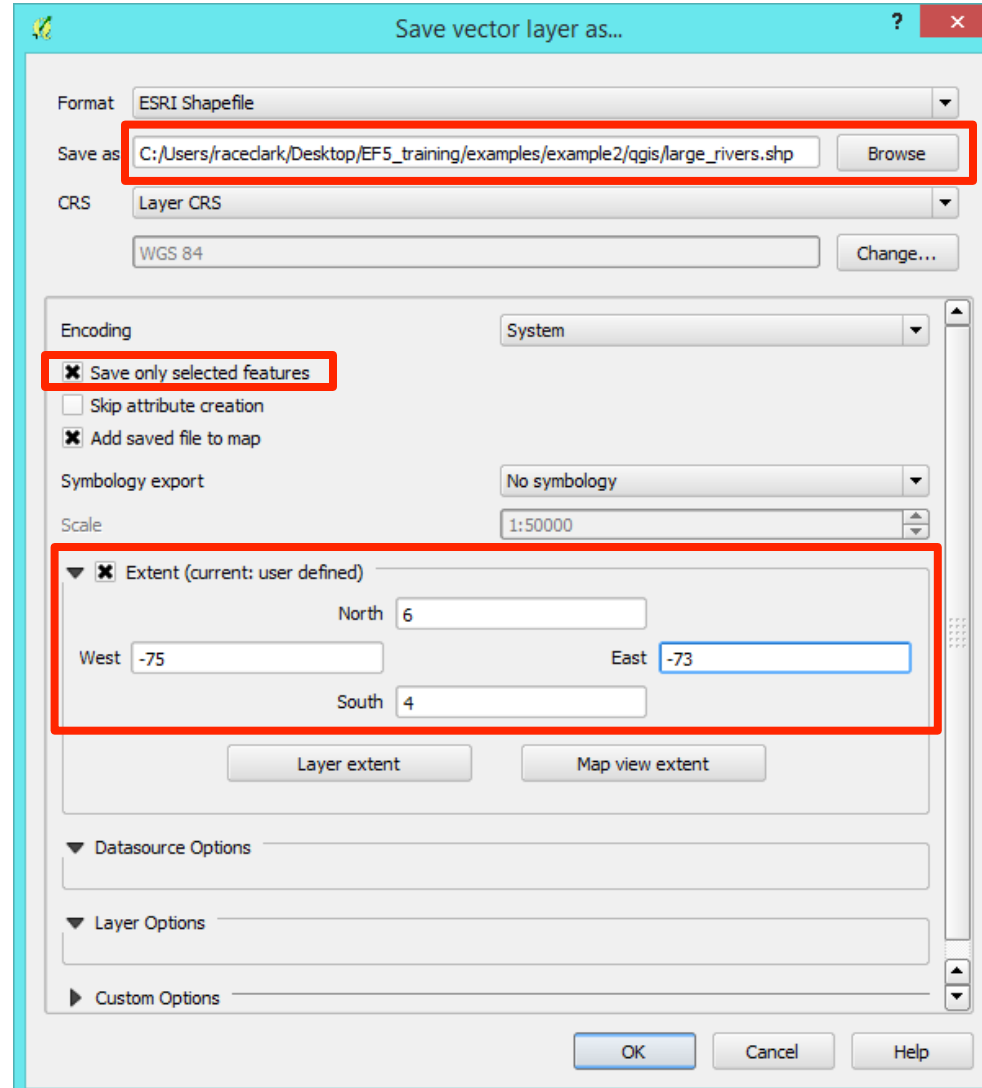 Save vector layer as...
?
Format ESRI Shapefile
Save as C:/Users/raceclark/Desktop/EF5_training/examples/example2/qgis/large_rivers.shp Browse
CRS Layer CRS
WGS 84 Change...
Encoding System
Save only selected features
Skip attribute creation
Add saved file to map
Symbology export No symbology
Scale 1:50000
Extent (current: user defined)
North 6
West -75 East -73
South 4
Layer extent Map view extent
Datasource Options
Layer Options
Custom Options
OK Cancel Help